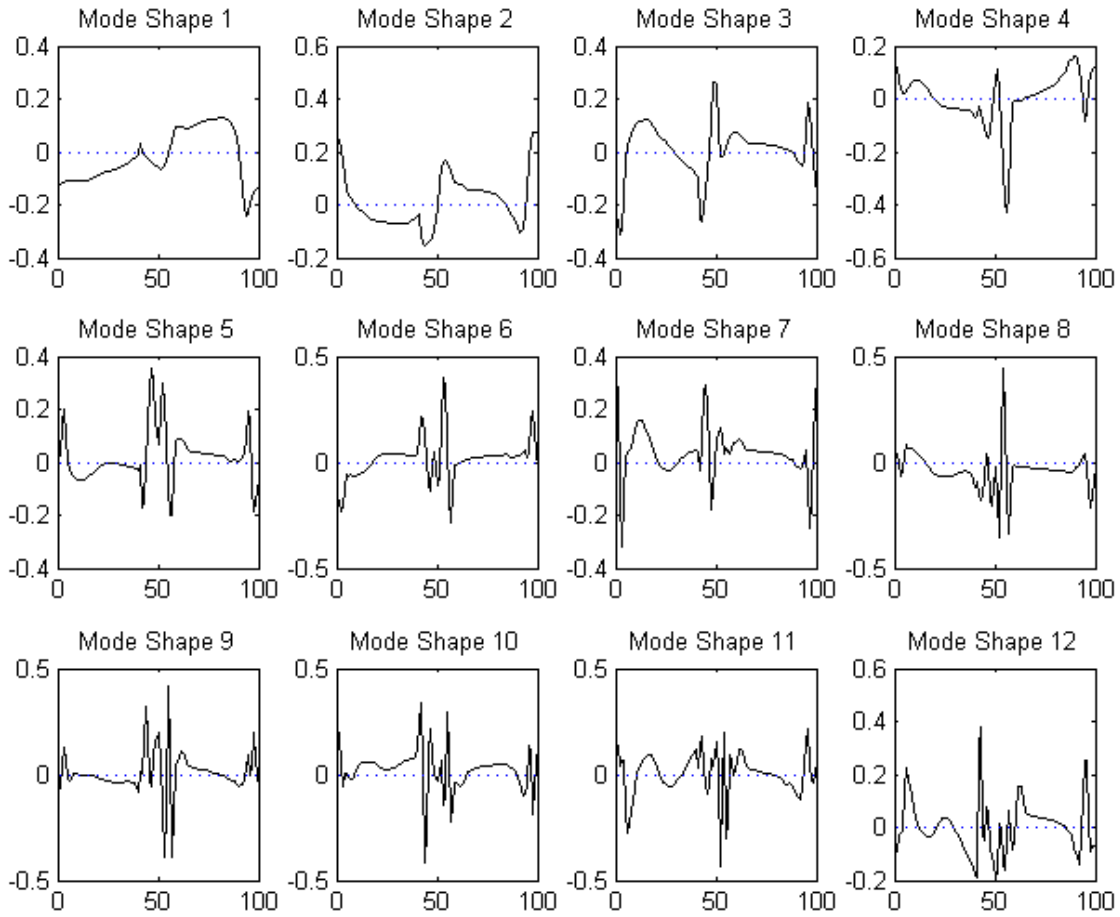 Mode Shape 1 Mode Shape 2 Mode Shape 3 Mode Shape 4
0.4 0.6 0.4 0.2
0.2 0.4 0.2 0
0 0.2 0 -0.2
-0.2 0 -0.2 -0.4
-0.4 -0.2 -0.4 -0.6
0 50 100 0 50 100 0 50 100 0 50 100
Mode Shape 5 Mode Shape 6 Mode Shape 7 Mode Shape 8
0.4 0.5 0.4 0.5
0.2 0.2
0 0 0 0
-0.2 -0.2
-0.4 -0.5 -0.4 -0.5
0 50 100 0 50 100 0 50 100 0 50 100
Mode Shape 9 Mode Shape 10 Mode Shape 11 Mode Shape 12
0.5 0.5 0.5 0.6
0.4
0 0 0 0.2
0
-0.5 -0.5 -0.5 -0.2
0 50 100 0 50 100 0 50 100 0 50 100